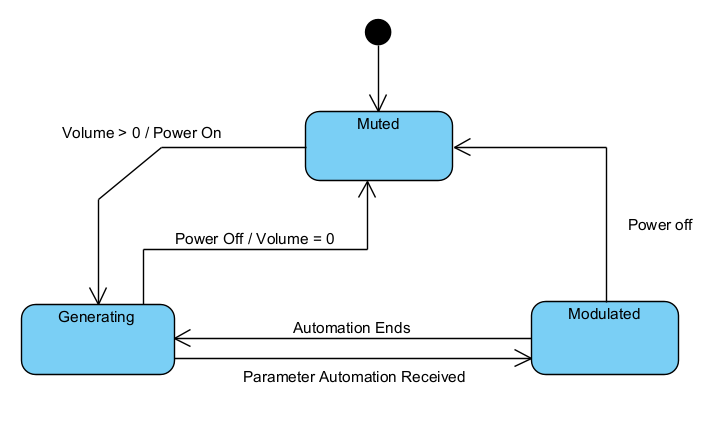 Muted
Volume > 0 / Power On
Power off
Power Off / Volume = 0
Generating
Modulated
Automation Ends
Parameter Automation Received